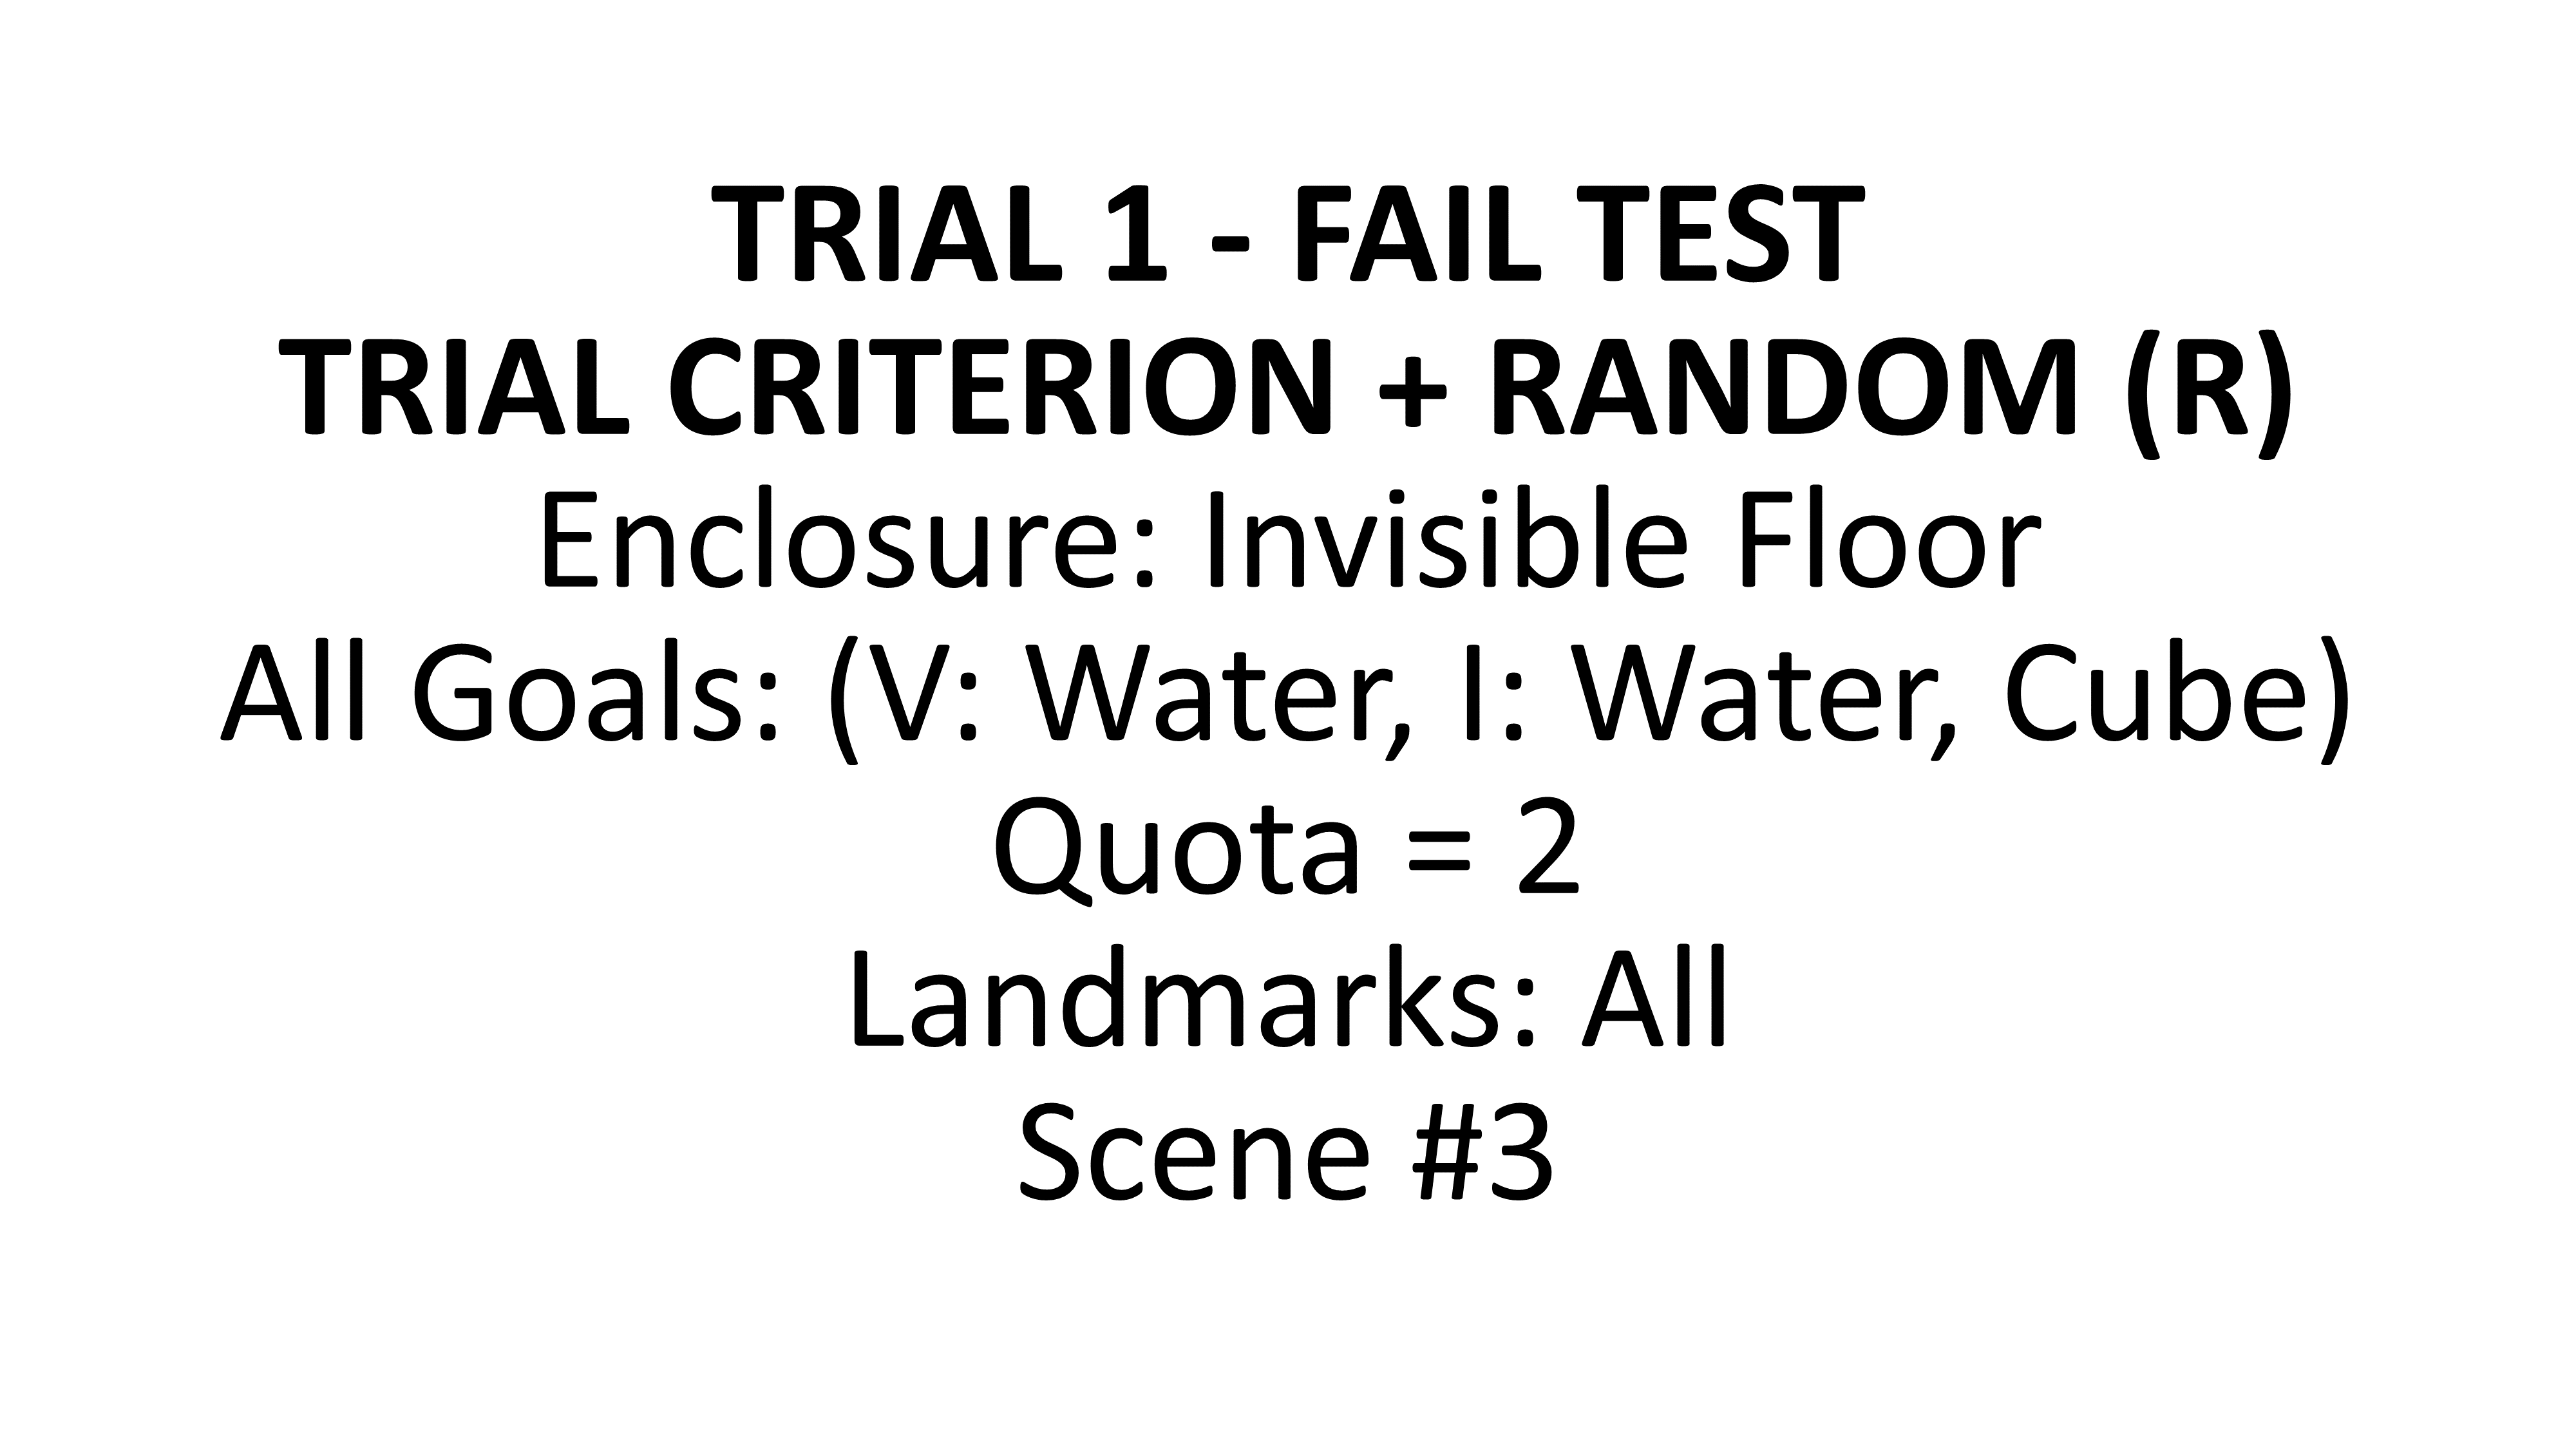 TRIAL 1 - FAIL TEST
TRIAL CRITERION + RANDOM (R)
Enclosure: Invisible Floor
All Goals: (V: Water, I: Water, Cube)
Quota = 2
Landmarks: All
Scene #3